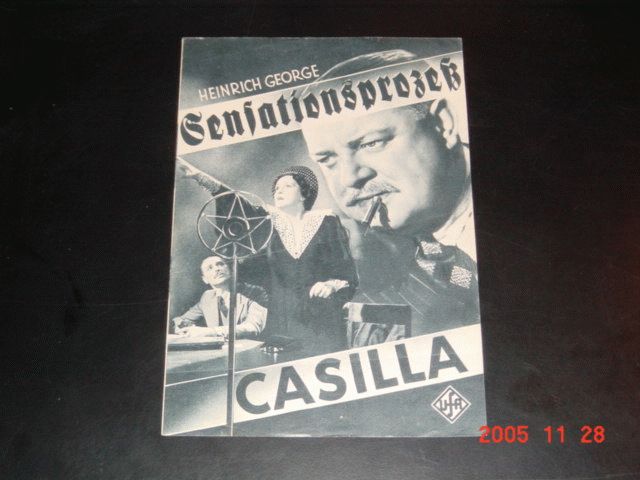 HEINRICH GEORGE
Sensationsprozeß
CASILLA
Ufa
2005 11 28